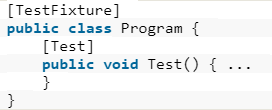 [TestFixture]
public class Program {
    [Test]
    public void Test() { ...
    }
}